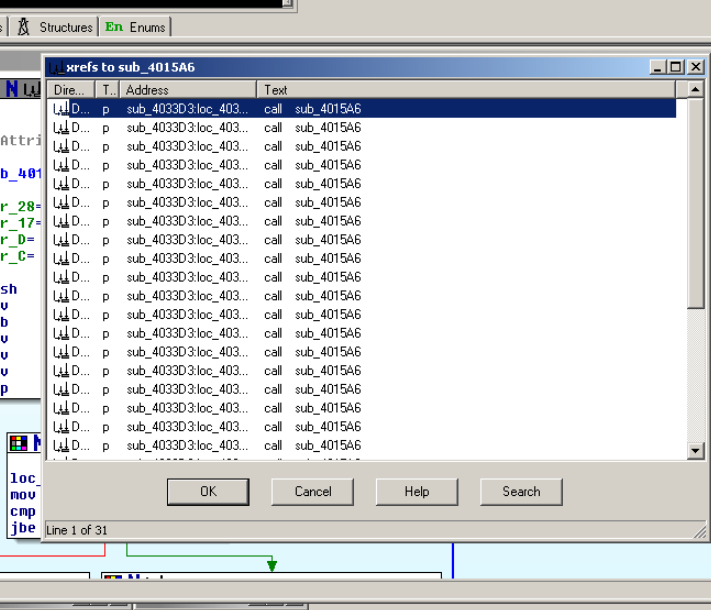 s Structures En Enums
xrefs to sub_4015A6
N
Dire... T.. Address Text
D... p sub_4033D3:loc_403... call sub_4015A6
D... p sub_4033D3:loc_403... call sub_4015A6
D... p sub_4033D3:loc_403... call sub_4015A6
Attri
D... p sub_4033D3:loc_403... call sub_4015A6
b_401
D... p sub_4033D3:loc_403... call sub_4015A6
D... p sub_4033D3:loc_403... call sub_4015A6
r_28=
D... p sub_4033D3:loc_403... call sub_4015A6
r_17=
D... p sub_4033D3:loc_403... call sub_4015A6
r_D=
D... p sub_4033D3:loc_403... call sub_4015A6
r_C=
D... p sub_4033D3:loc_403... call sub_4015A6
sh
D... p sub_4033D3:loc_403... call sub_4015A6
v
D... p sub_4033D3:loc_403... call sub_4015A6
b
D... p sub_4033D3:loc_403... call sub_4015A6
v
D... p sub_4033D3:loc_403... call sub_4015A6
v
D... p sub_4033D3:loc_403... call sub_4015A6
v
D... p sub_4033D3:loc_403... call sub_4015A6
p
D... p sub_4033D3:loc_403... call sub_4015A6
D... p sub_4033D3:loc_403... call sub_4015A6
D... p sub_4033D3:loc_403... call sub_4015A6
N
loc_
mov
cmp
jbe
OK Cancel Help Search
Line 1 of 31